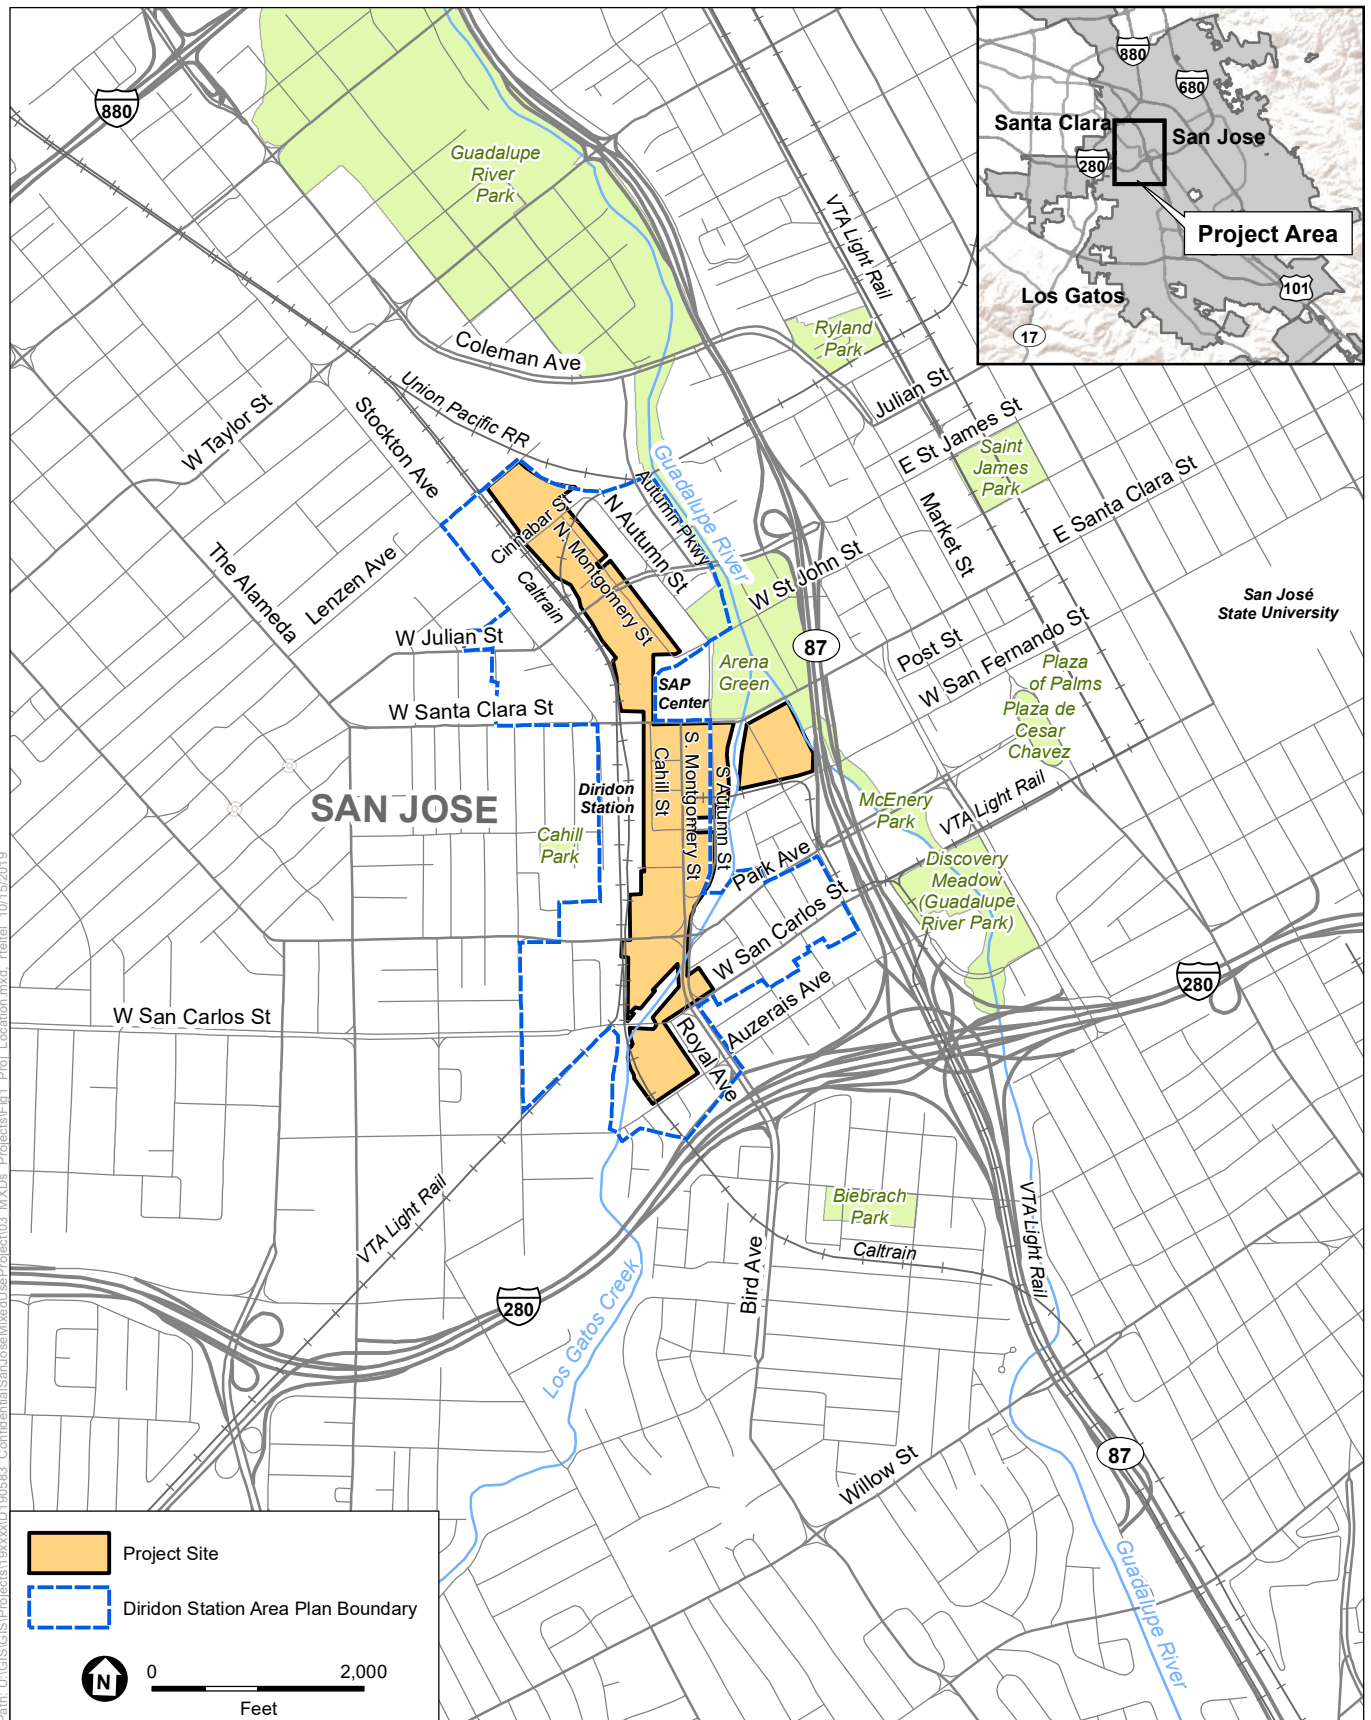 880
Guadalupe
River
Park
VTA Light Rail
880
680
Santa Clara
San Jose
280
Project Area
Los Gatos
101
17
Ryland
Park
Coleman Ave
Union Pacific RR
Julian St
W Taylor St
Stockton Ave
E St James St
Saint
James
Park
Guadalupe River
Autumn Pkwy
N Autumn St
Market St
E Santa Clara St
Cinnabar St
N. Montgomery St
Caltrain
The Alameda
Lenzen Ave
W St John St
San José
State University
W Julian St
87
Post St
W San Fernando St
Arena
Green
SAP
Center
Plaza
of Palms
Plaza de
Cesar
Chavez
W Santa Clara St
Cahill St
S. Montgomery St
S Autumn St
Diridon
Station
SAN JOSE
Cahill
Park
McEnery
Park
VTA Light Rail
Park Ave
Discovery
Meadow
(Guadalupe
River Park)
W San Carlos St
280
Auzerais Ave
W San Carlos St
Royal Ave
VTA Light Rail
Biebrach
Park
Caltrain
VTA Light Rail
Bird Ave
280
Los Gatos Creek
Willow St
87
Guadalupe River
Project Site
Diridon Station Area Plan Boundary
N
0
2,000
Feet